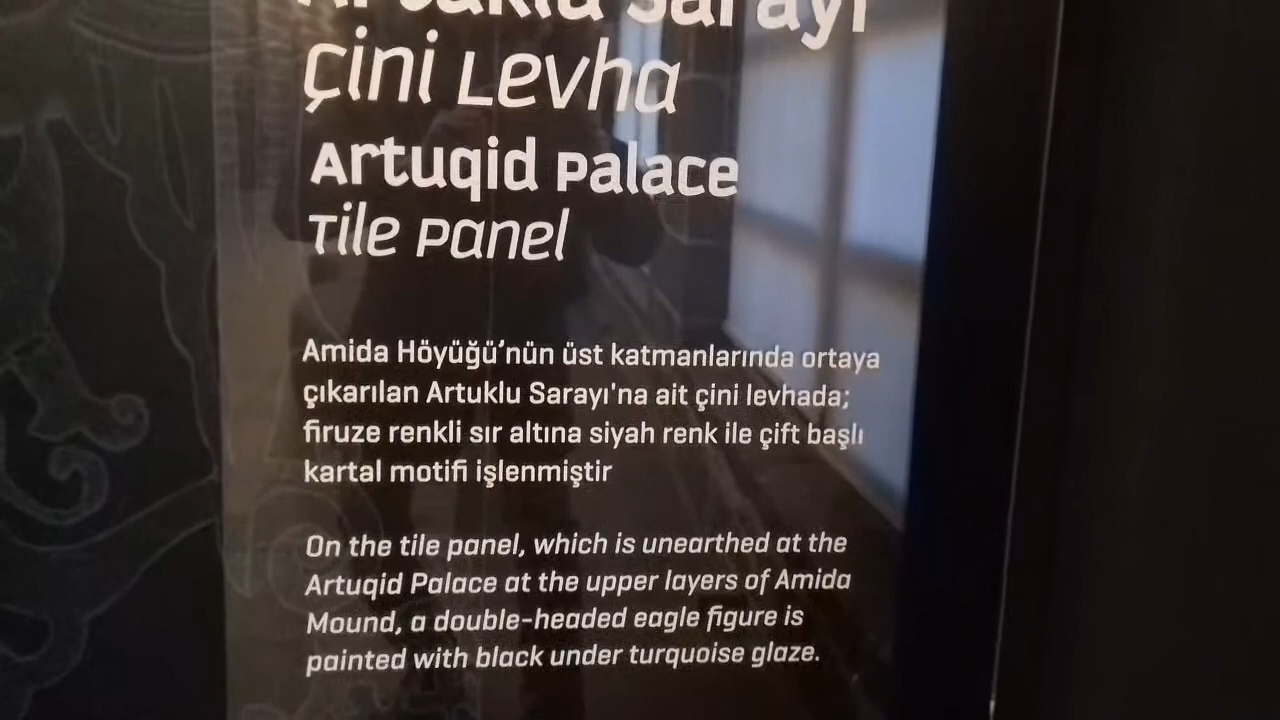 Artuklu Sarayı
Çini Levha
Artuqid Palace
Tile Panel
Amida Höyüğü'nün üst katmanlarında ortaya
çıkarılan Artuklu Sarayı'na ait çini levhada;
firuze renkli sır altına siyah renk ile çift başlı
kartal motifi işlenmiştir
On the tile panel, which is unearthed at the
Artuqid Palace at the upper layers of Amida
Mound, a double-headed eagle figure is
painted with black under turquoise glaze.